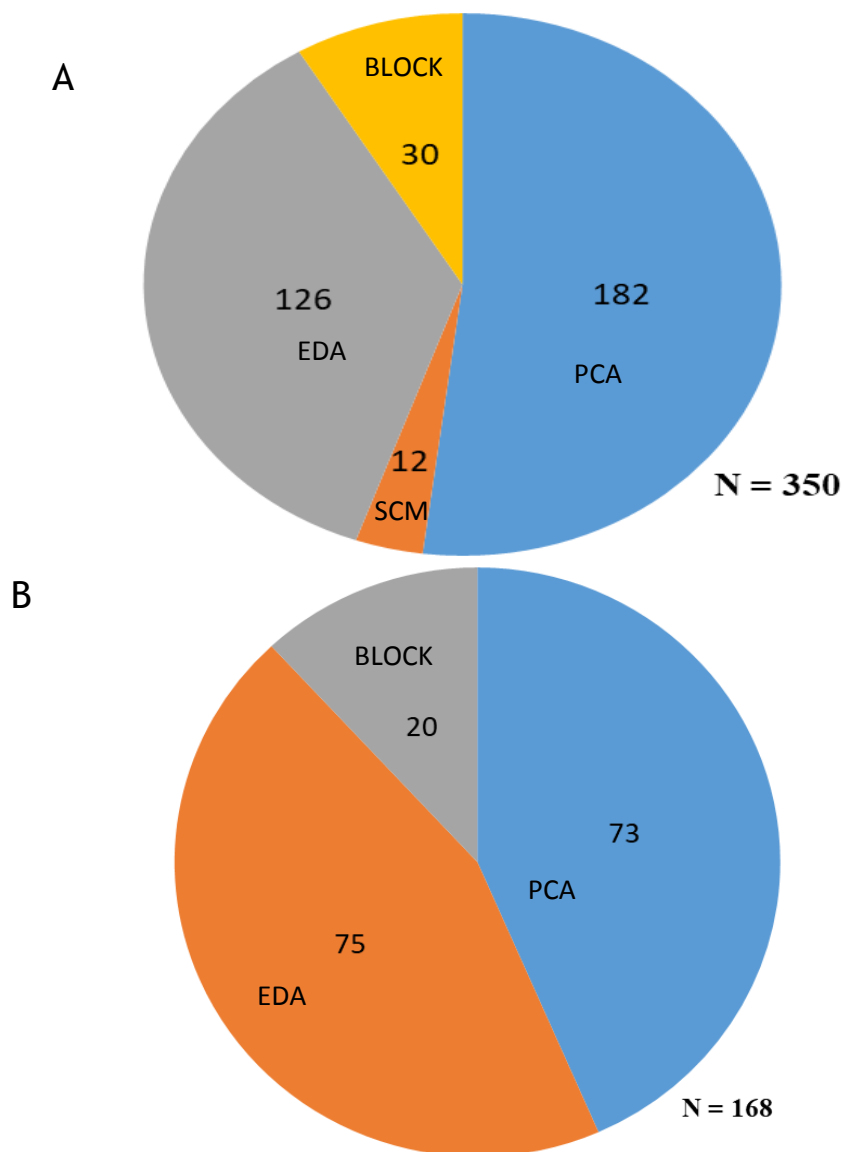 A
BLOCK
30
126
EDA
182
PCA
12
SCM
N = 350
B
BLOCK
20
73
PCA
75
EDA
N = 168